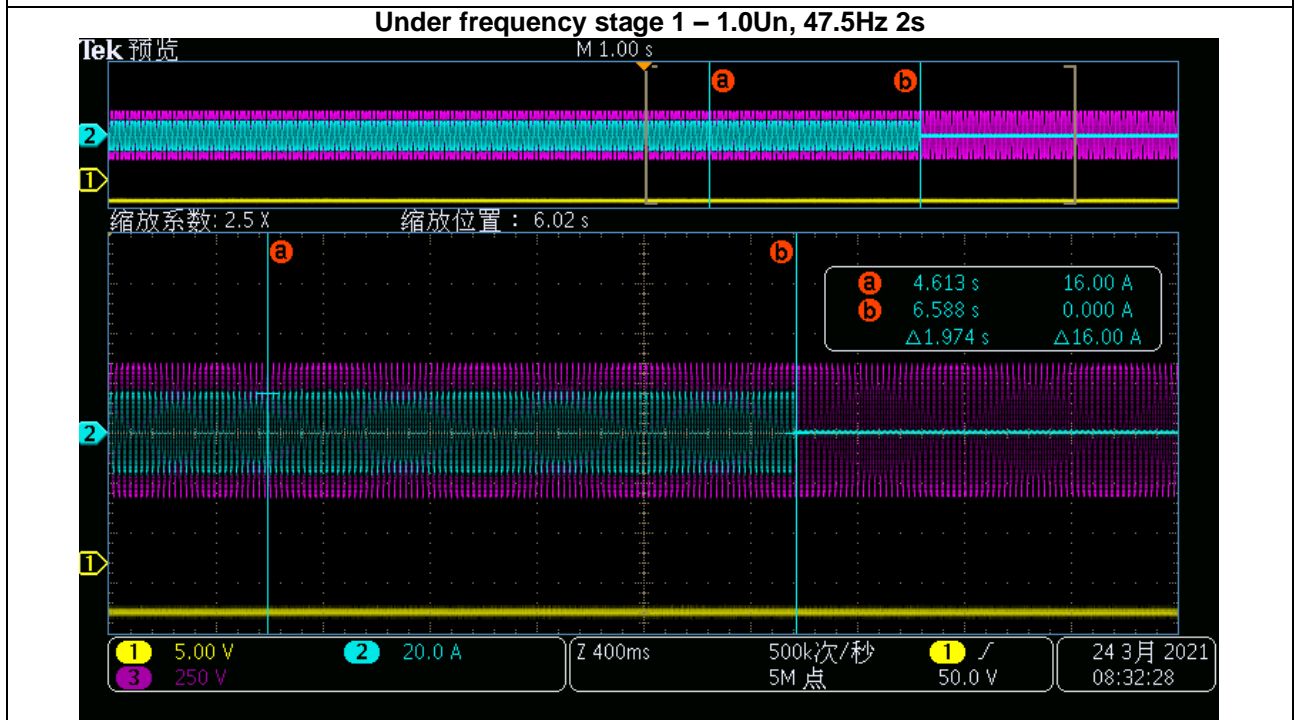 Under frequency stage 1 – 1.0Un, 47.5Hz 2s
Tek 预览 M 1.00 s
a b
2
1
缩放系数: 2.5 X 缩放位置： 6.02 s
a b
a 4.613 s 16.00 A
b 6.588 s 0.000 A
△1.974 s △16.00 A
2
1
1 5.00 V 2 20.0 A Z 400ms 500k次/秒 1 / 24 3月 2021
3 250 V 5M 点 50.0 V 08:32:28